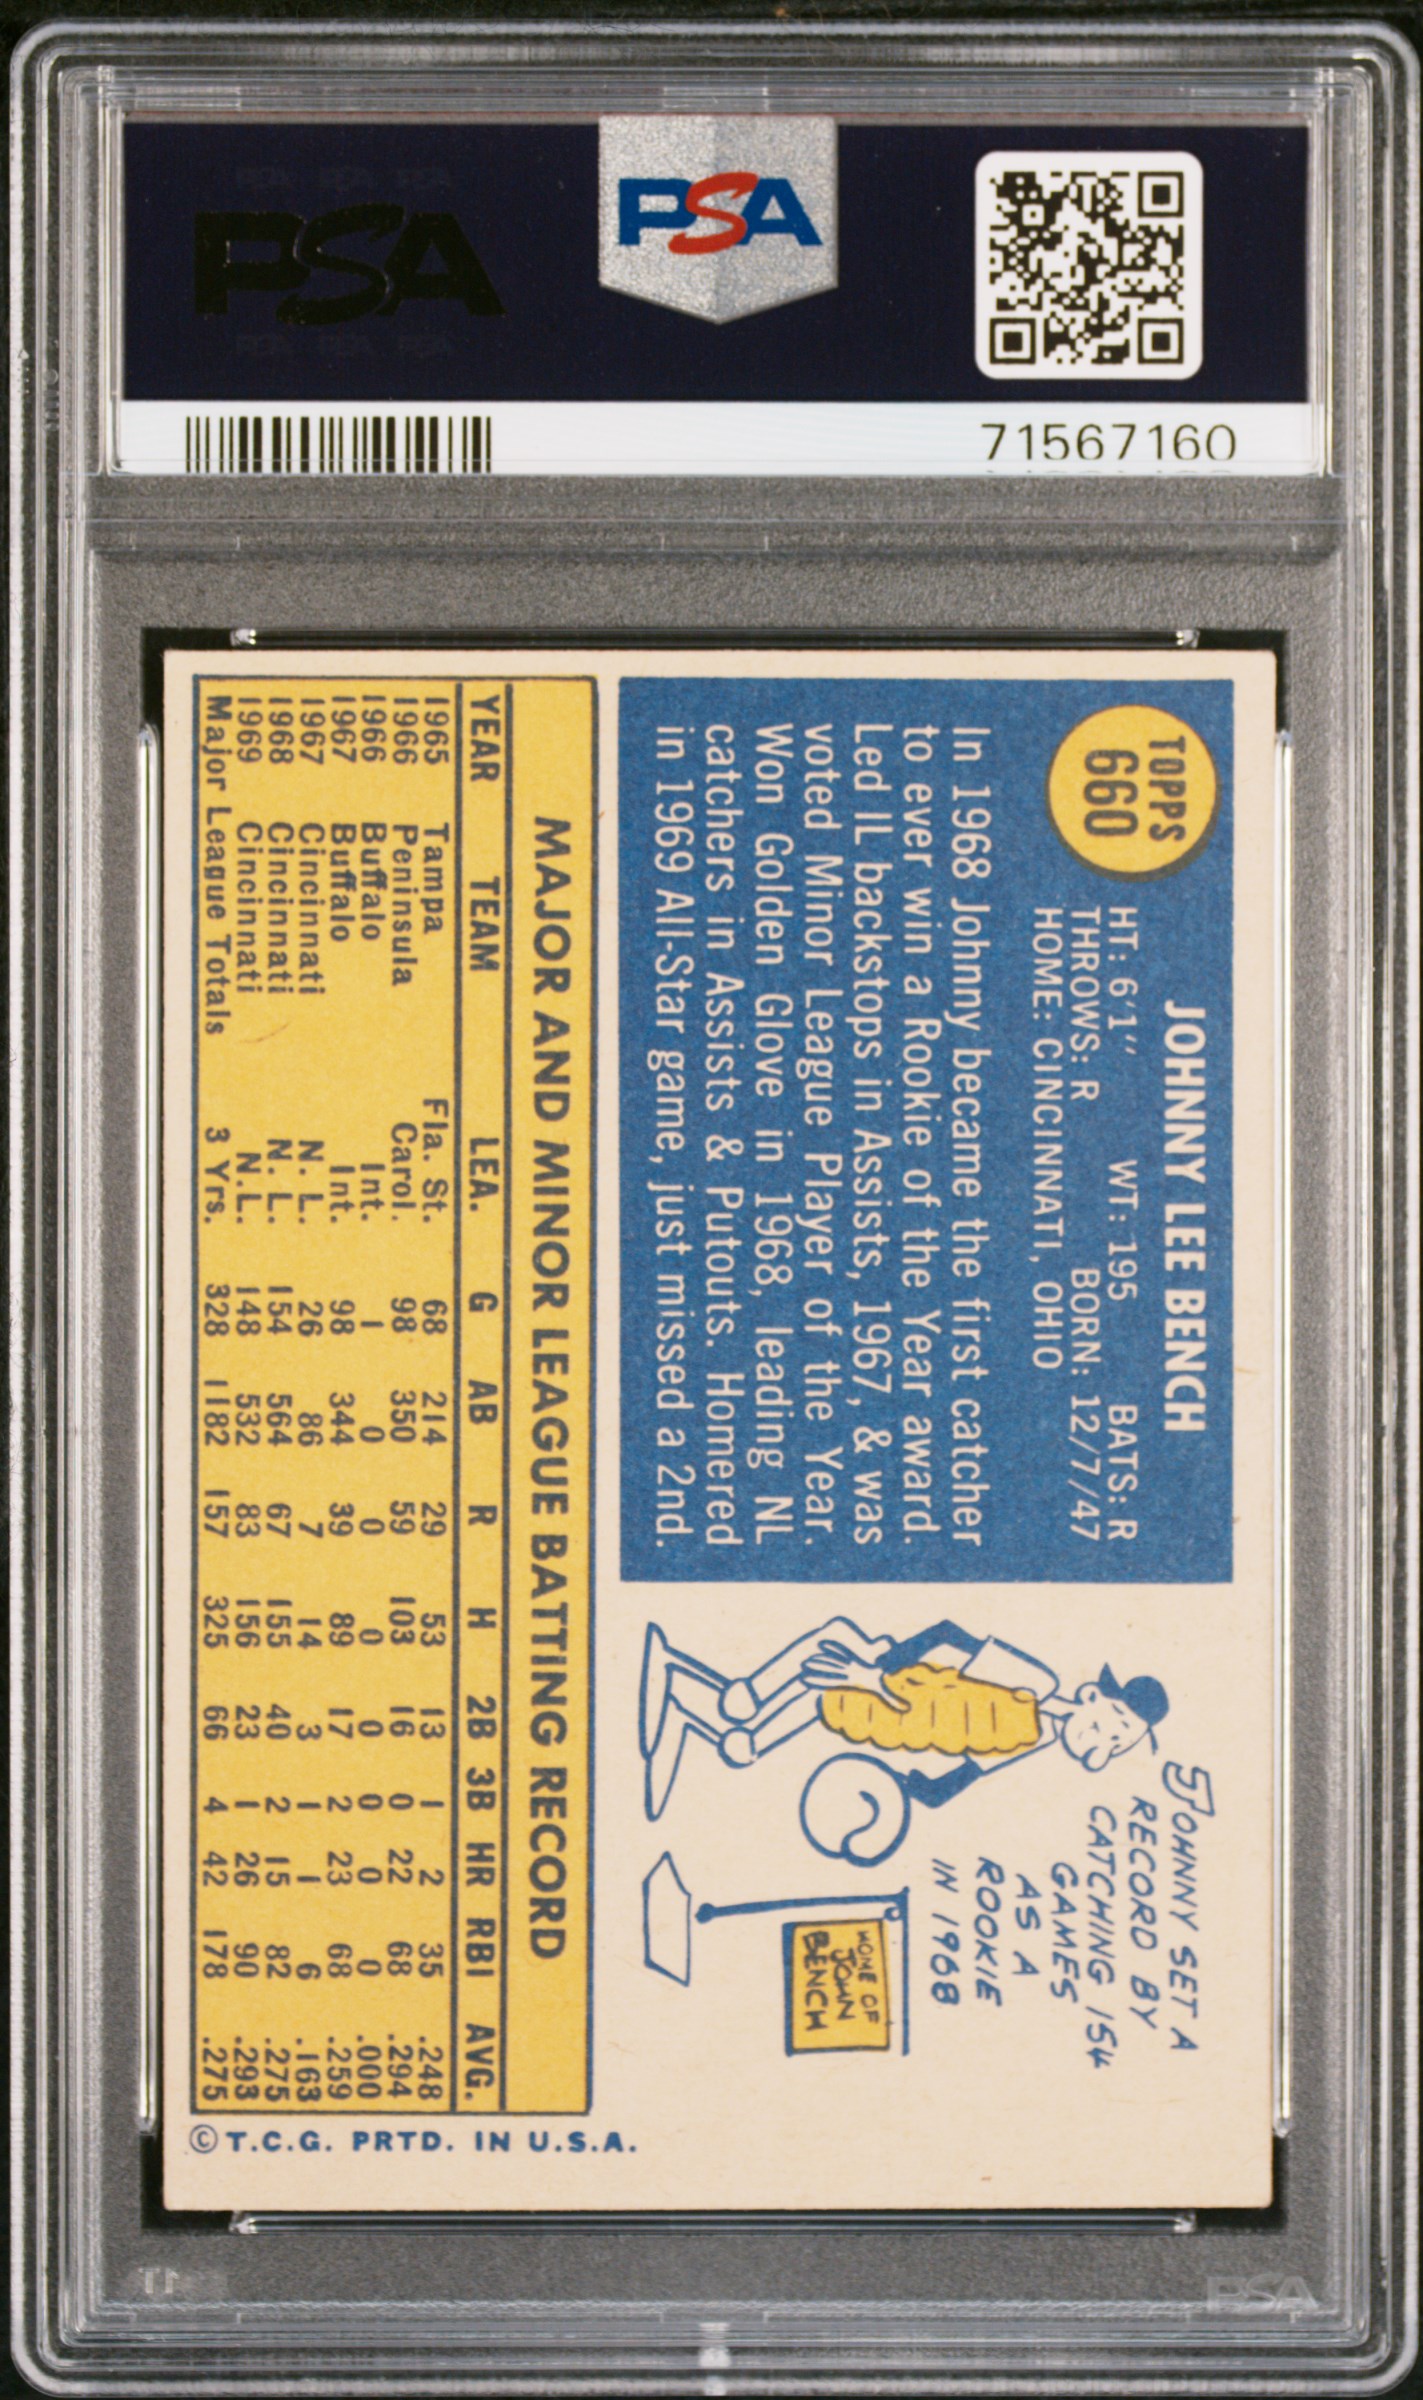 PSA
PSA
71567160
TOPPS
660
JOHNNY LEE BENCH
HT: 6'1" WT: 195 BATS: R
THROWS: R BORN: 12/7/47
HOME: CINCINNATI, OHIO
In 1968 Johnny became the first catcher
to ever win a Rookie of the Year award.
Led IL backstops in Assists, 1967, & was
voted Minor League Player of the Year.
Won Golden Glove in 1968, leading NL
catchers in Assists & Putouts. Homered
in 1969 All-Star game, just missed a 2nd.
JOHNNY SET A
RECORD BY
CATCHING 154
GAMES
AS A
ROOKIE
IN 1968
HOME OF
JOHN
BENCH
MAJOR AND MINOR LEAGUE BATTING RECORD
YEAR TEAM LEA. G AB R H 2B 3B HR RBI AVG.
1965 Tampa Fla. St. 68 214 29 53 13 1 2 35 .248
1966 Peninsula Carol. 98 350 59 103 16 0 22 68 .294
1966 Buffalo Int. 1 0 0 0 0 0 0 0 .000
1967 Buffalo Int. 98 344 39 89 17 2 23 68 .259
1967 Cincinnati N. L. 26 86 7 14 3 1 1 6 .163
1968 Cincinnati N. L. 154 564 67 155 40 2 15 82 .275
1969 Cincinnati N.L. 148 532 83 156 23 1 26 90 .293
Major League Totals 3 Yrs. 328 1182 157 325 66 4 42 178 .275
© T.C.G. PRTD. IN U.S.A.
PSA